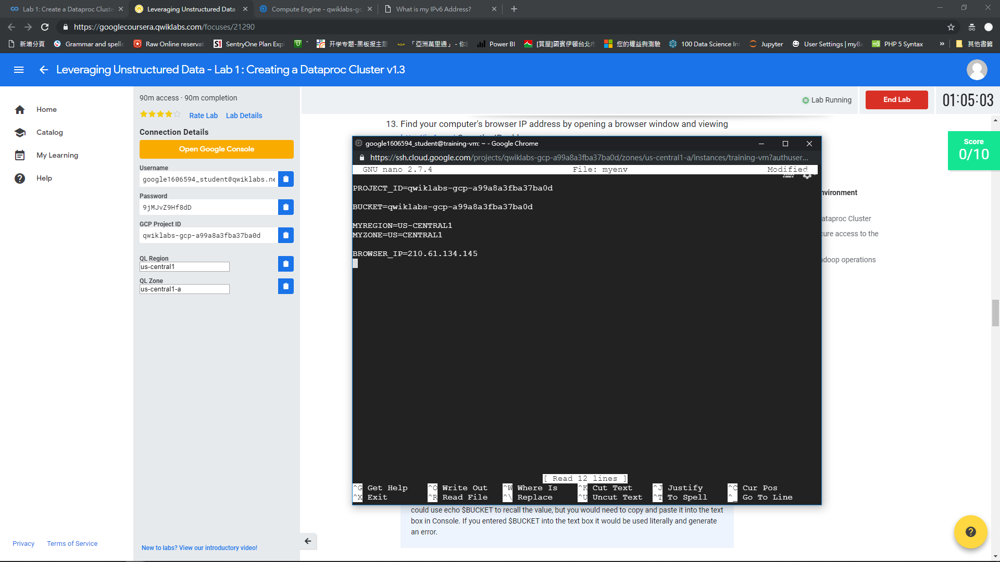 Lab 1: Create a Dataproc Cluste
Leveraging Unstructured Data
Compute Engine - qwiklabs-gc
What is my IPv6 Address?
https://googlecoursera.qwiklabs.com/focuses/21290
新增分頁
Grammar and spellc
Raw Online reservat
SentryOne Plan Expl
`
开学专题-黑板报主题
「亞洲萬里通」 - 你的
Power BI
[買屋]國賓伊頓台北市
您的權益與測驗
100 Data Science Int
Jupyter
User Settings | myBa
PHP 5 Syntax
»
其他書籤
Leveraging Unstructured Data - Lab 1 : Creating a Dataproc Cluster v1.3
Home
Catalog
My Learning
Help
Privacy
Terms of Service
90m access · 90m completion
Rate Lab
Lab Details
Connection Details
Open Google Console
Username
google1606594_student@qwiklabs.ne
Password
9jMJvZ9Hf8dD
GCP Project ID
qwiklabs-gcp-a99a8a3fba37ba0d
QL Region
us-central1
QL Zone
us-central1-a
New to labs? View our introductory video!
Lab Running
End Lab
01:05:03
Score
0/10
13. Find your computer's browser IP address by opening a browser window and viewing
google1606594_student@training-vm: ~ - Google Chrome
https://ssh.cloud.google.com/projects/qwiklabs-gcp-a99a8a3fba37ba0d/zones/us-central1-a/instances/training-vm?authuser...
GNU nano 2.7.4 File: myenv Modified
PROJECT_ID=qwiklabs-gcp-a99a8a3fba37ba0d
BUCKET=qwiklabs-gcp-a99a8a3fba37ba0d
MYREGION=US-CENTRAL1
MYZONE=US=CENTRAL1
BROWSER_IP=210.61.134.145
[ Read 12 lines ]
^G Get Help ^O Write Out ^W Where Is ^K Cut Text ^J Justify ^C Cur Pos
^X Exit ^R Read File ^\ Replace ^U Uncut Text ^T To Spell ^_ Go To Line
nvironment
ataproc Cluster
cure access to the
adoop operations
could use echo $BUCKET to recall the value, but you would need to copy and paste it into the text
box in Console. If you entered $BUCKET into the text box it would be used literally and generate
an error.